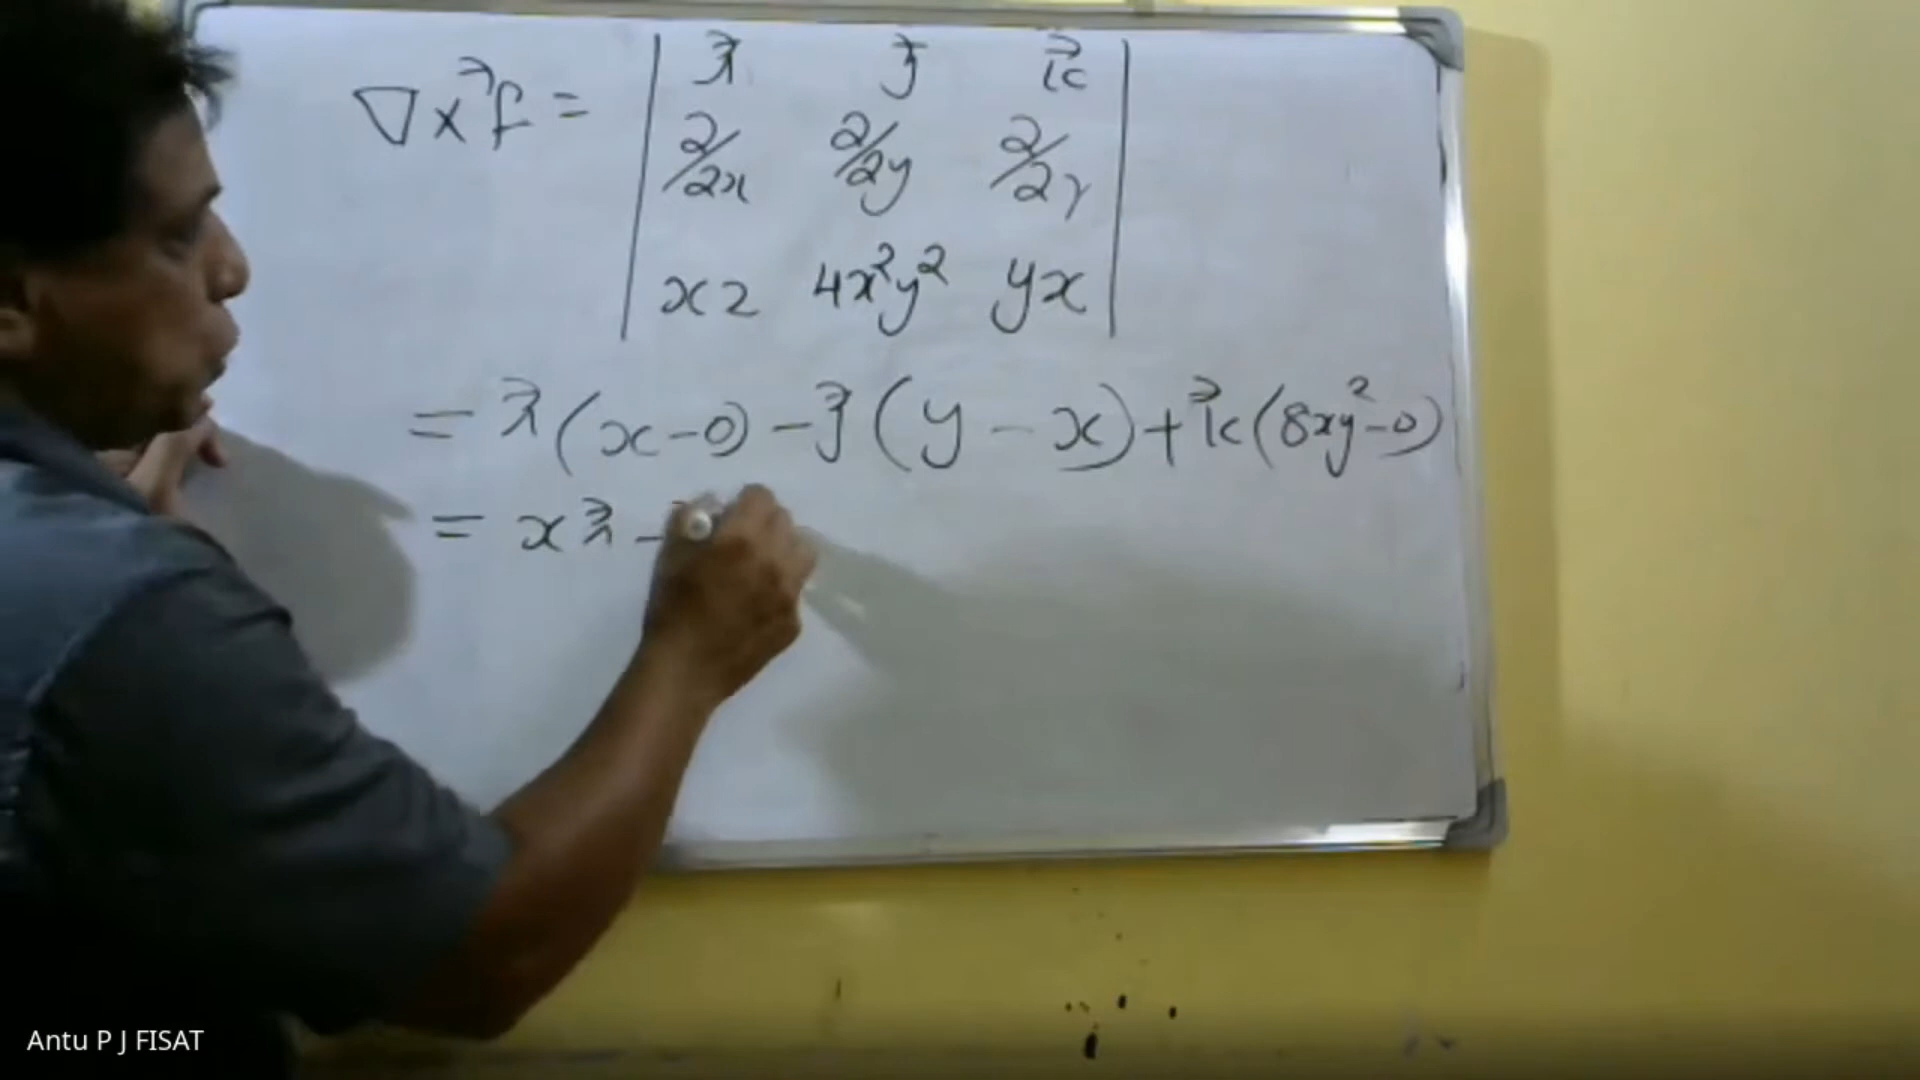 ∇ × f⃗ = | i⃗ j⃗ k⃗ |
| ∂/∂x ∂/∂y ∂/∂z |
| xz 4x²y² yx |
= i⃗ (x-0) - j⃗ (y - x) + k⃗ (8xy²-0)
= x i⃗ -
Antu P J FISAT